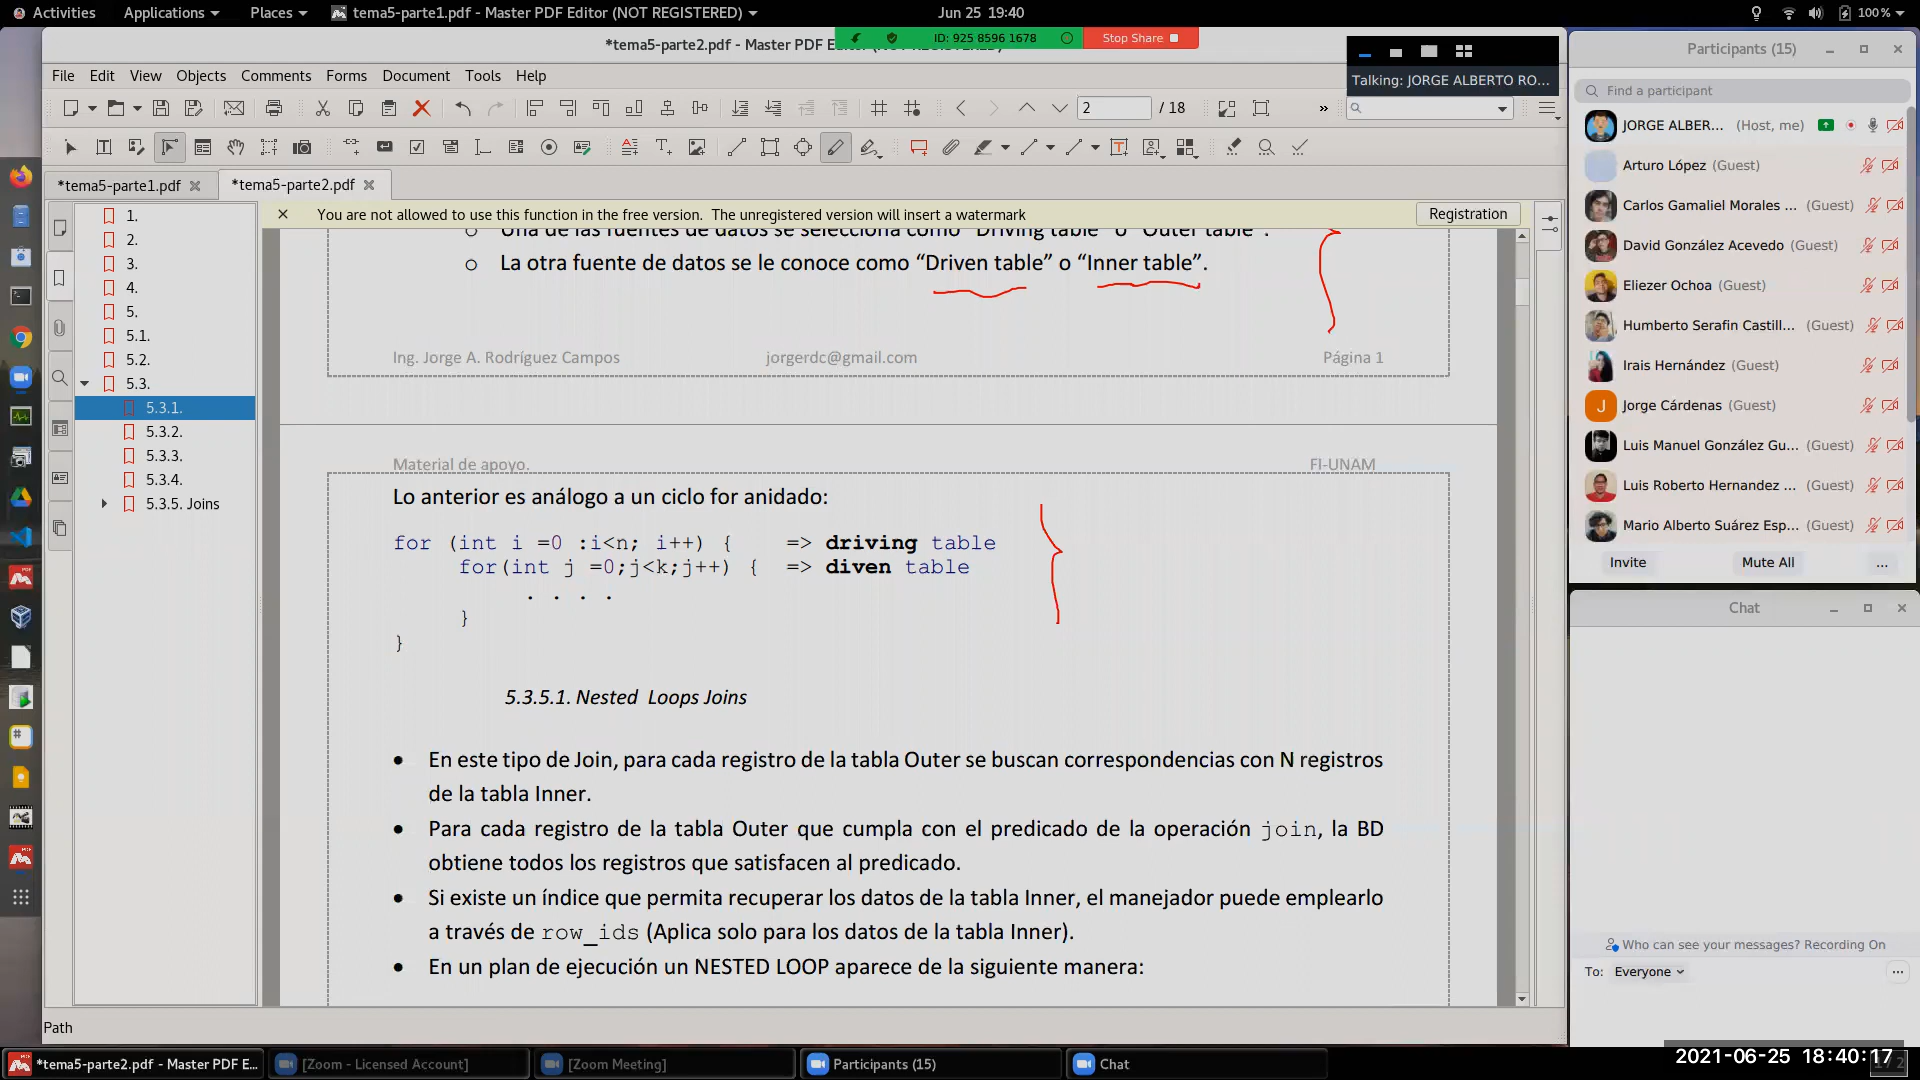 Activities Applications Places tema5-parte1.pdf - Master PDF Editor (NOT REGISTERED) Jun 25 19:40 100%
*tema5-parte2.pdf - Master PDF E
ID: 925 8596 1678 Stop Share
Talking: JORGE ALBERTO RO...
File Edit View Objects Comments Forms Document Tools Help
2 / 18 »
*tema5-parte1.pdf *tema5-parte2.pdf
You are not allowed to use this function in the free version. The unregistered version will insert a watermark Registration
1.
2.
3.
4.
5.
5.1.
5.2.
5.3.
5.3.1.
5.3.2.
5.3.3.
5.3.4.
5.3.5. Joins
o Una de las fuentes de datos se selecciona como “Driving table” o “Outer table”.
o La otra fuente de datos se le conoce como “Driven table” o “Inner table”.
Ing. Jorge A. Rodríguez Campos jorgerdc@gmail.com Página 1
Material de apoyo. FI-UNAM
Lo anterior es análogo a un ciclo for anidado:
for (int i =0 :i<n; i++) { => driving table
for(int j =0;j<k;j++) { => diven table
. . . .
}
}
5.3.5.1. Nested Loops Joins
• En este tipo de Join, para cada registro de la tabla Outer se buscan correspondencias con N registros
de la tabla Inner.
• Para cada registro de la tabla Outer que cumpla con el predicado de la operación join, la BD
obtiene todos los registros que satisfacen al predicado.
• Si existe un índice que permita recuperar los datos de la tabla Inner, el manejador puede emplearlo
a través de row_ids (Aplica solo para los datos de la tabla Inner).
• En un plan de ejecución un NESTED LOOP aparece de la siguiente manera:
Path
Participants (15)
Find a participant
JORGE ALBER... (Host, me)
Arturo López (Guest)
Carlos Gamaliel Morales ... (Guest)
David González Acevedo (Guest)
Eliezer Ochoa (Guest)
Humberto Serafin Castill... (Guest)
Irais Hernández (Guest)
J Jorge Cárdenas (Guest)
Luis Manuel González Gu... (Guest)
Luis Roberto Hernandez ... (Guest)
Mario Alberto Suárez Esp... (Guest)
Invite Mute All ...
Chat
Who can see your messages? Recording On
To: Everyone ...
*tema5-parte2.pdf - Master PDF E... [Zoom - Licensed Account] [Zoom Meeting] Participants (15) Chat
2021-06-25 18:40:17